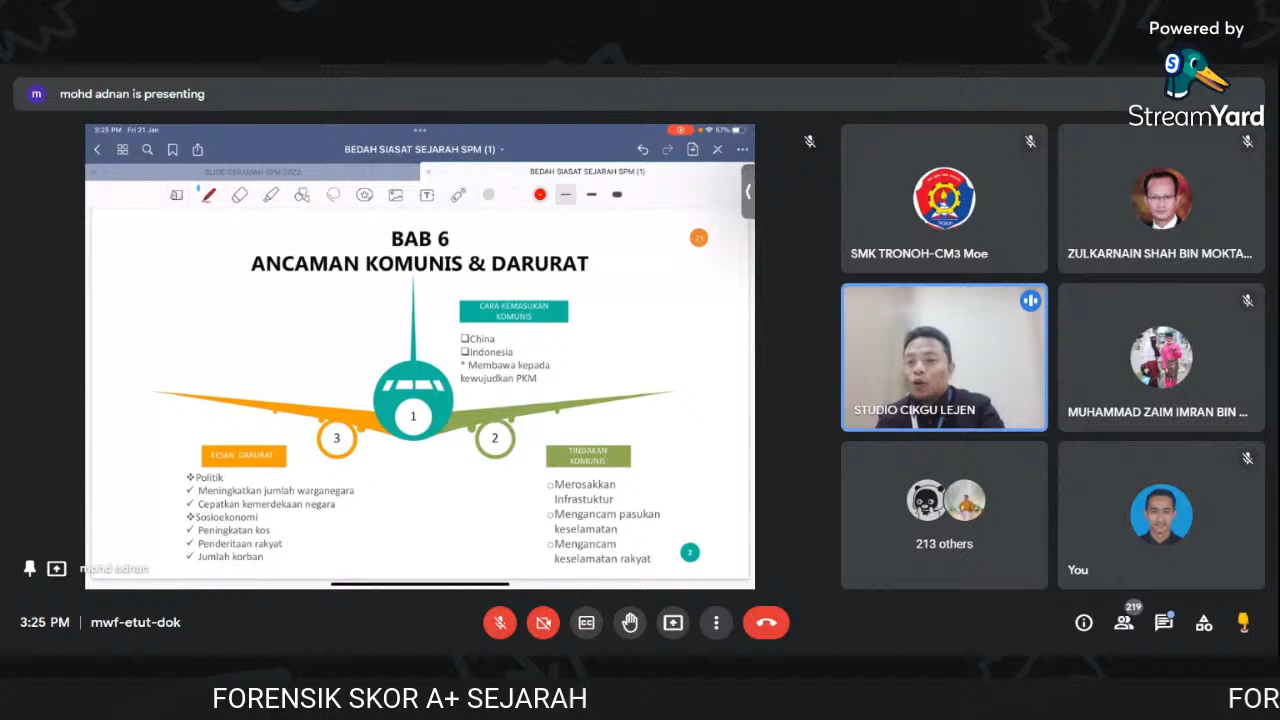 Powered by
StreamYard
m
mohd adnan is presenting
3:25 PM Fri 21 Jan
57%
BEDAH SIASAT SEJARAH SPM (1)
SLIDE CERAMAH SPM 2022
BEDAH SIASAT SEJARAH SPM (1)
BAB 6
ANCAMAN KOMUNIS & DARURAT
CARA KEMASUKAN
KOMUNIS
China
Indonesia
* Membawa kepada
kewujudkan PKM
1
3
2
KESAN DARURAT
Politik
Meningkatkan jumlah warganegara
Cepatkan kemerdekaan negara
Sosioekonomi
Peningkatan kos
Penderitaan rakyat
Jumlah korban
TINDAKAN
KOMUNIS
Merosakkan
Infrastuktur
Mengancam pasukan
keselamatan
Mengancam
keselamatan rakyat
2
mohd adnan
SMK TRONOH-CM3 Moe
ZULKARNAIN SHAH BIN MOKTA...
STUDIO CIKGU LEJEN
MUHAMMAD ZAIM IMRAN BIN ...
213 others
You
3:25 PM | mwf-etut-dok
219
FORENSIK SKOR A+ SEJARAH
FOR